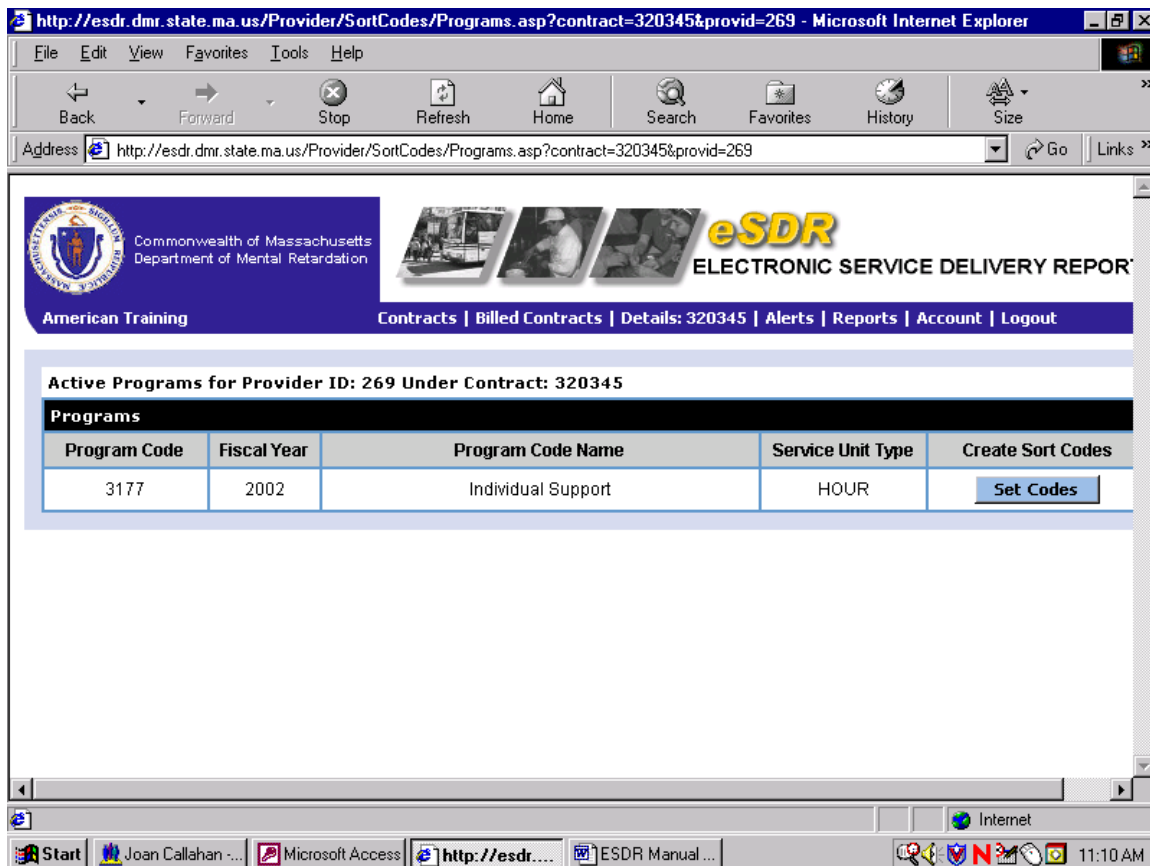 http://esdr.dmr.state.ma.us/Provider/SortCodes/Programs.asp?contract=320345&provid=269 - Microsoft Internet Explorer
File Edit View Favorites Tools Help
Back Forward Stop Refresh Home Search Favorites History Size »
Address http://esdr.dmr.state.ma.us/Provider/SortCodes/Programs.asp?contract=320345&provid=269 Go Links »
Commonwealth of Massachusetts
Department of Mental Retardation
eSDR
ELECTRONIC SERVICE DELIVERY REPOR
American Training Contracts | Billed Contracts | Details: 320345 | Alerts | Reports | Account | Logout
Active Programs for Provider ID: 269 Under Contract: 320345
Programs
Program Code Fiscal Year Program Code Name Service Unit Type Create Sort Codes
3177 2002 Individual Support HOUR Set Codes
Internet
Start Joan Callahan -... Microsoft Access http://esdr.... ESDR Manual ... N 11:10 AM